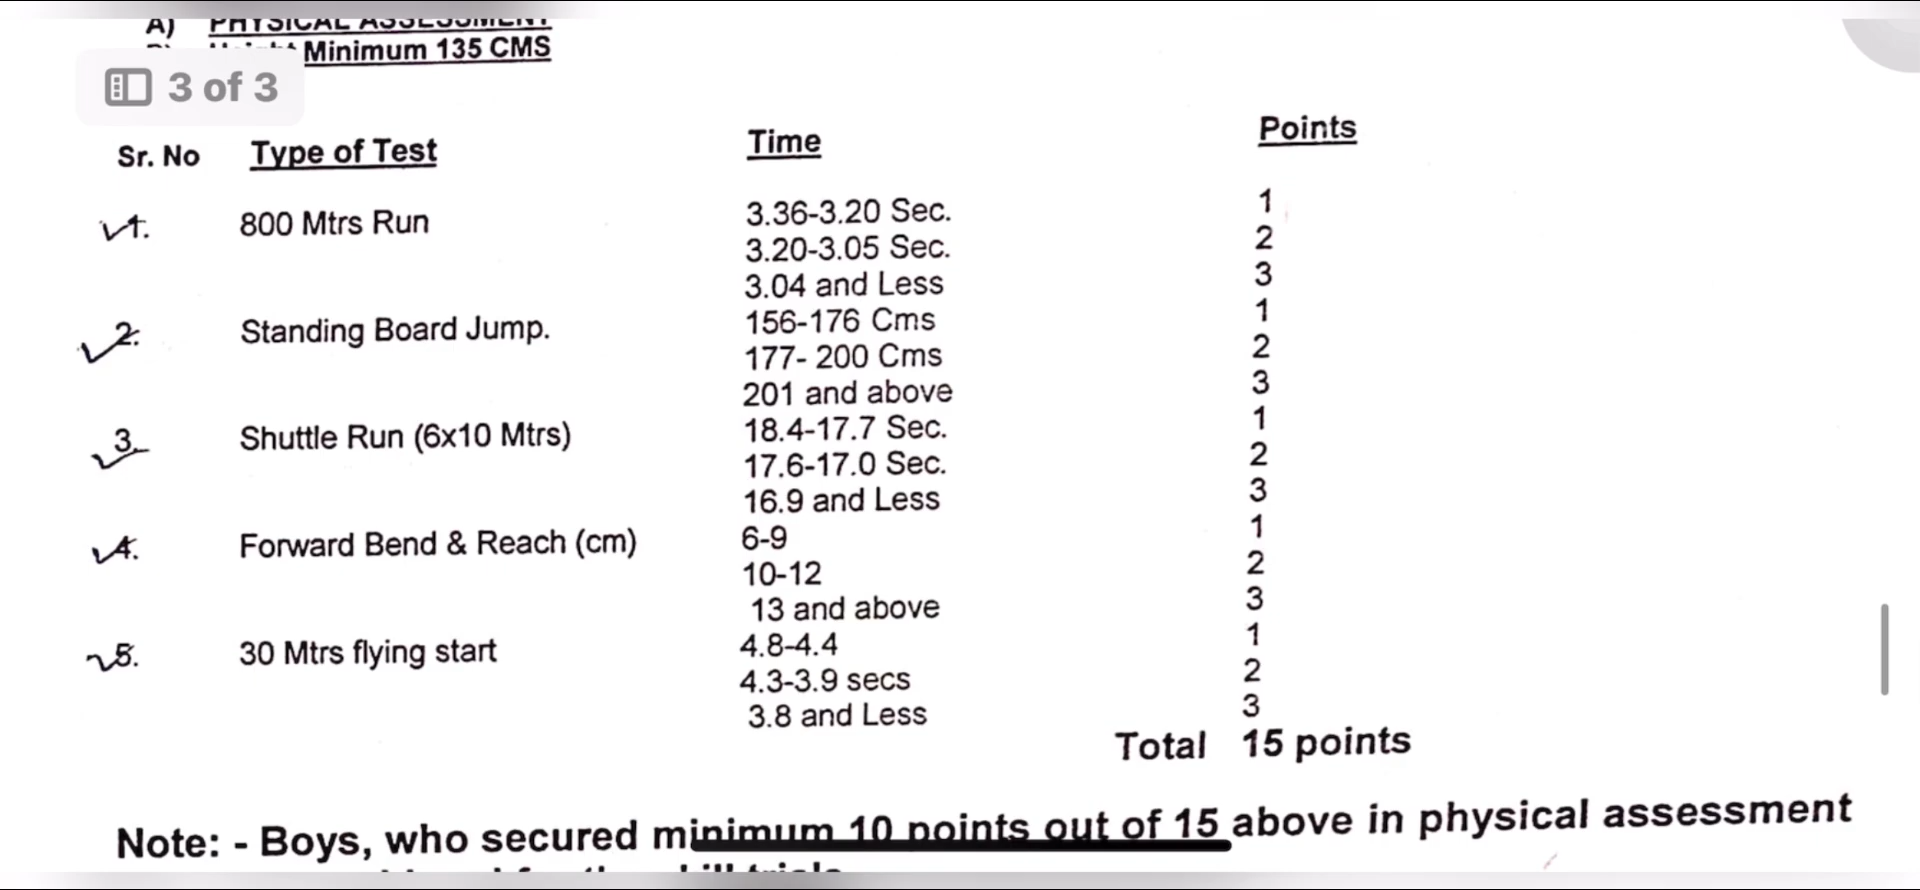 A) PHYSICAL ASSESSMENT
Minimum 135 CMS
3 of 3
Sr. No Type of Test Time Points
1. 800 Mtrs Run 3.36-3.20 Sec. 1
3.20-3.05 Sec. 2
3.04 and Less 3
2. Standing Board Jump. 156-176 Cms 1
177- 200 Cms 2
201 and above 3
3. Shuttle Run (6x10 Mtrs) 18.4-17.7 Sec. 1
17.6-17.0 Sec. 2
16.9 and Less 3
4. Forward Bend & Reach (cm) 6-9 1
10-12 2
13 and above 3
5. 30 Mtrs flying start 4.8-4.4 1
4.3-3.9 secs 2
3.8 and Less 3
Total 15 points
Note: - Boys, who secured minimum 10 points out of 15 above in physical assessment